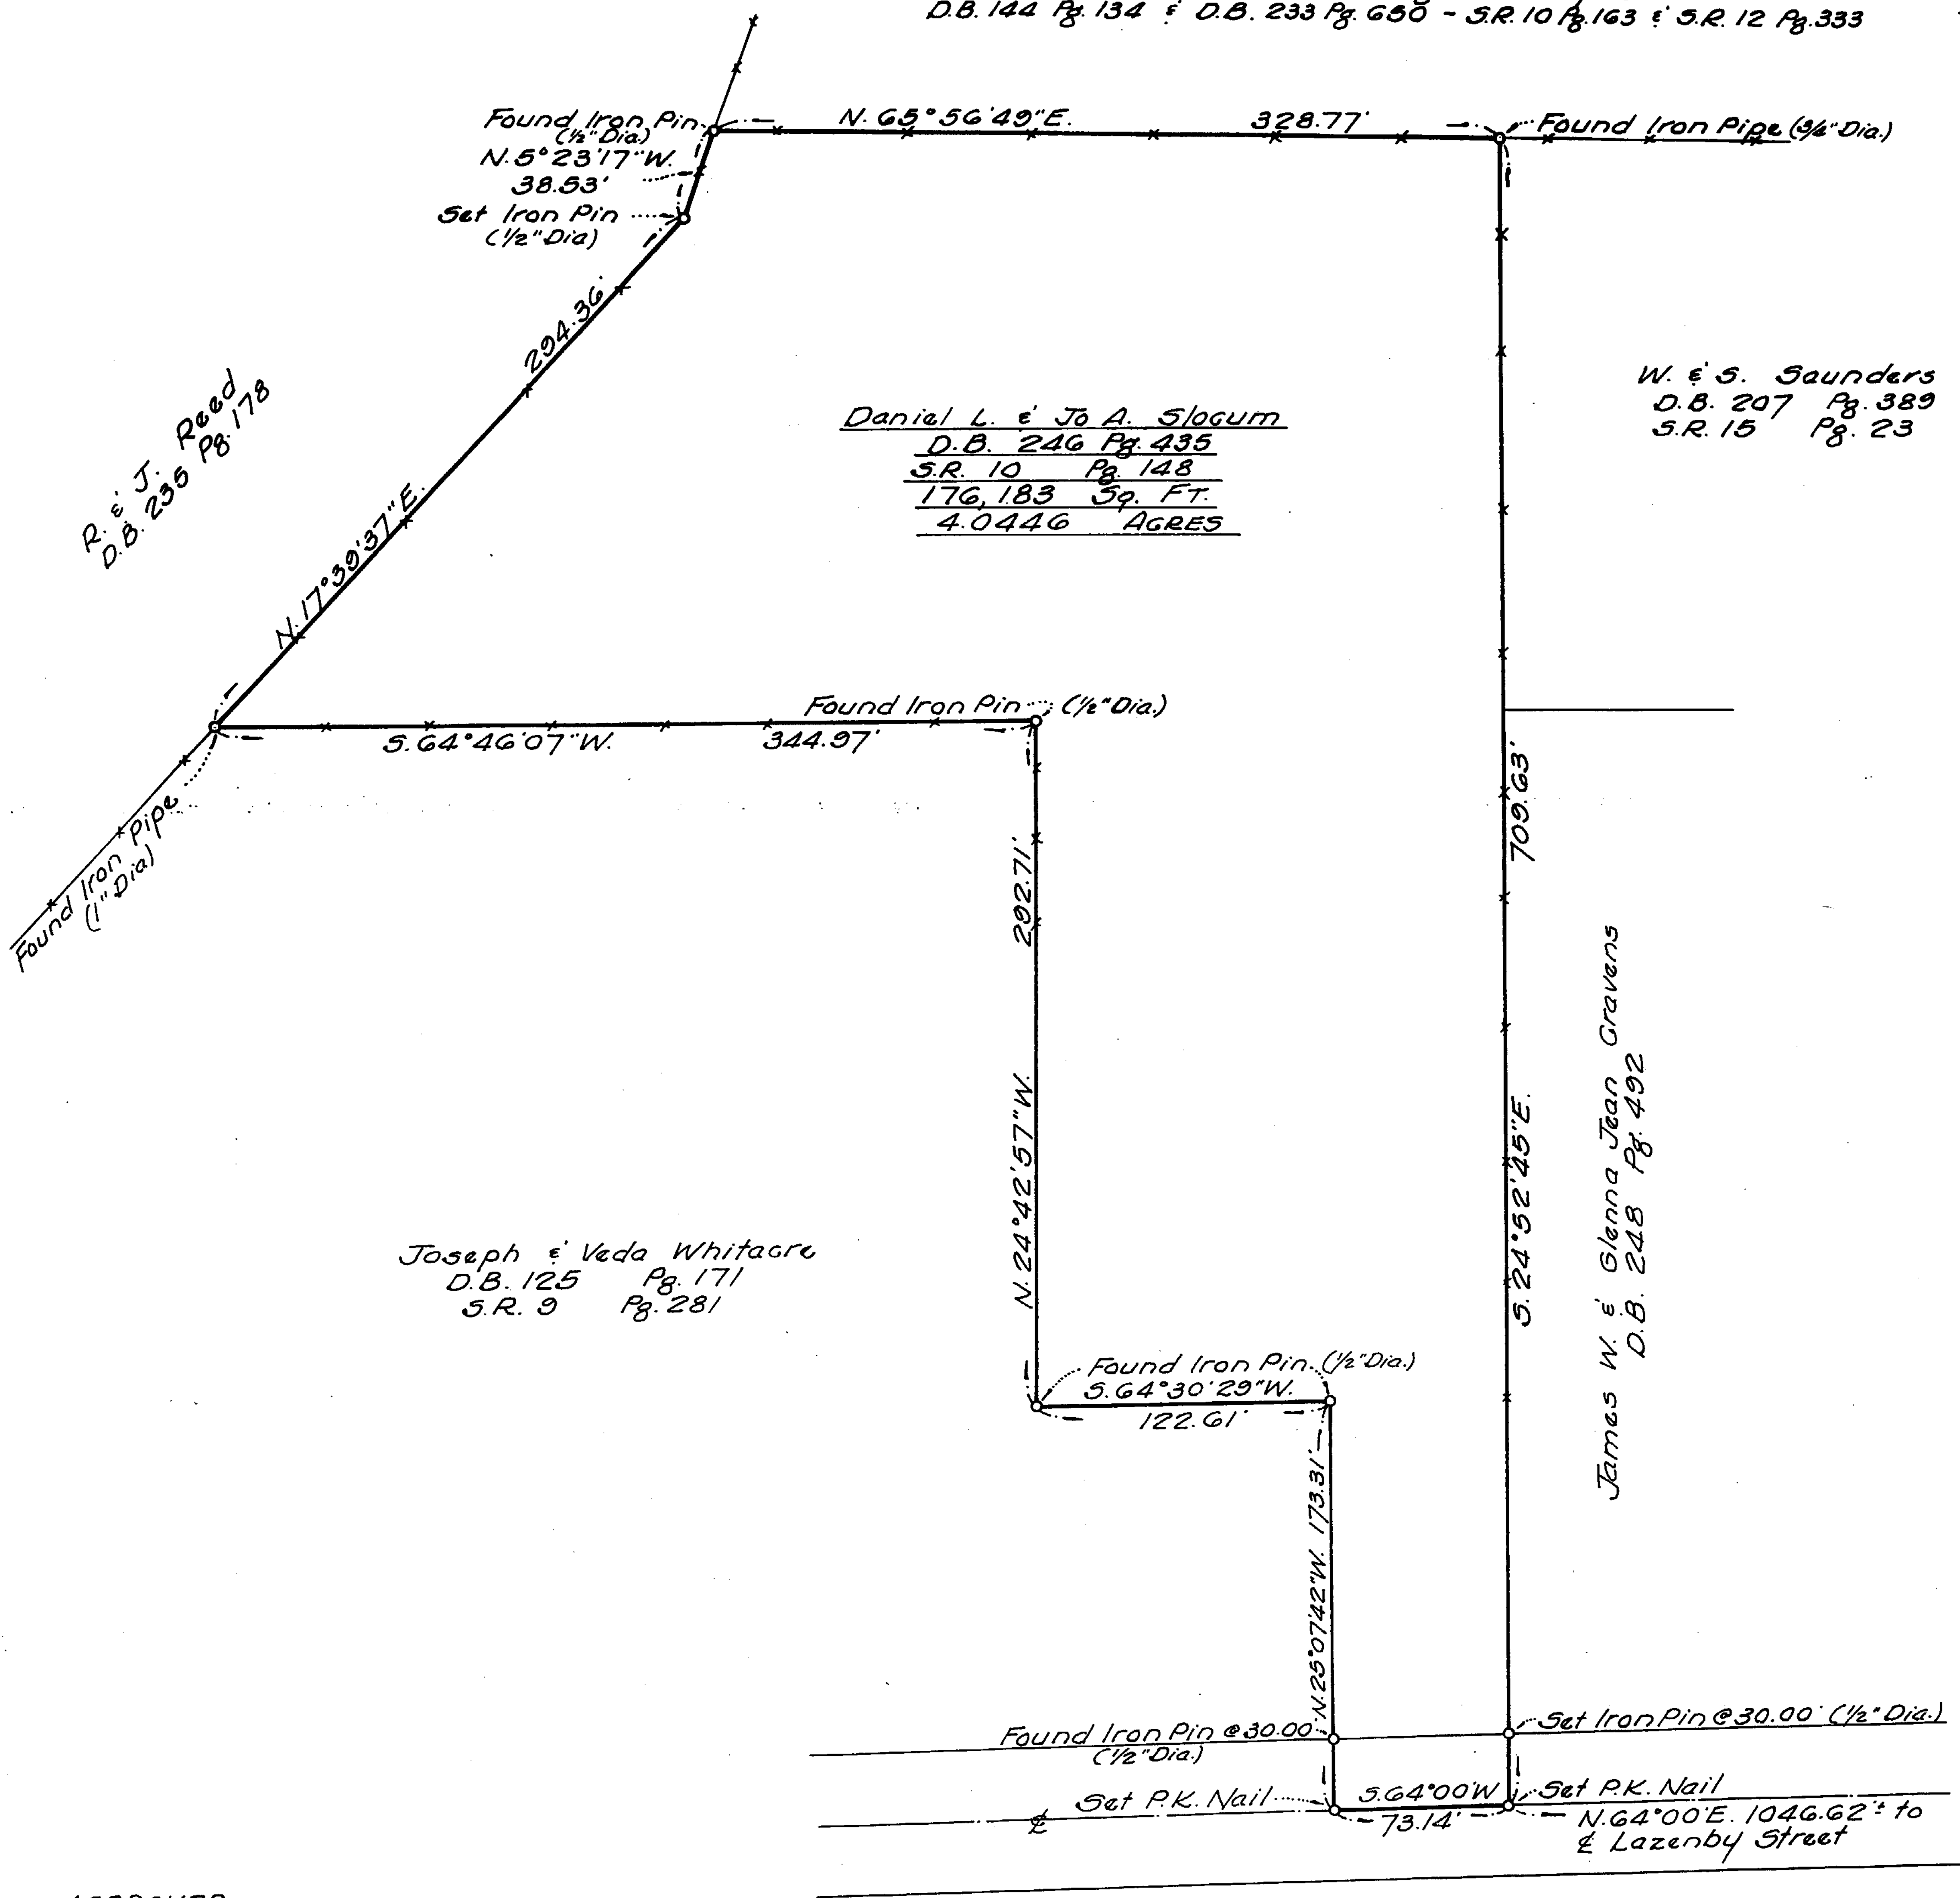 D.B. 144 Pg. 134 & D.B. 233 Pg. 650 - S.R. 10 Pg. 163 & S.R. 12 Pg. 333
Found Iron Pin
(1/2" Dia.)
N. 65° 56' 49" E. 328.77'
Found Iron Pipe (3/4" Dia.)
N. 5° 23' 17" W.
38.53'
Set Iron Pin
(1/2" Dia)
294.36'
N. 17° 39' 37" E.
R. & J. Reed
D.B. 235 Pg. 178
Daniel L. & Jo A. Slocum
D.B. 246 Pg. 435
S.R. 10 Pg. 148
176,183 Sq. FT.
4.0446 ACRES
W. & S. Saunders
D.B. 207 Pg. 389
S.R. 15 Pg. 23
Found Iron Pin (1/2" Dia.)
S. 64° 46' 07" W. 344.97'
Found Iron Pipe
(1" Dia)
292.71'
N. 24° 42' 57" W.
709.63'
S. 24° 52' 45" E.
James W. & Glenna Jean Cravens
D.B. 248 Pg. 492
Joseph & Veda Whitacre
D.B. 125 Pg. 171
S.R. 9 Pg. 281
Found Iron Pin (1/2" Dia.)
S. 64° 30' 29" W.
122.61'
N. 25° 07' 42" W. 173.31'
Found Iron Pin @ 30.00'
(1/2" Dia.)
Set Iron Pin @ 30.00' (1/2" Dia.)
Set P.K. Nail
S. 64° 00' W
73.14'
Set P.K. Nail
N. 64° 00' E. 1046.62' ± to
℄ Lazenby Street
℄